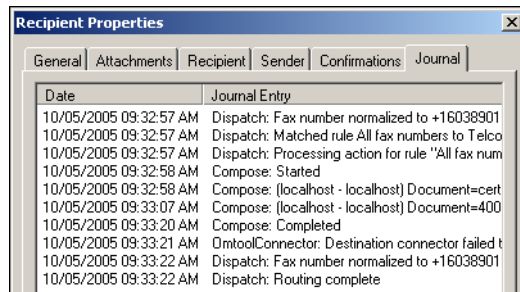 Recipient Properties
General Attachments Recipient Sender Confirmations Journal
Date Journal Entry
10/05/2005 09:32:57 AM Dispatch: Fax number normalized to +16038901
10/05/2005 09:32:57 AM Dispatch: Matched rule All fax numbers to Telco
10/05/2005 09:32:57 AM Dispatch: Processing action for rule "All fax num
10/05/2005 09:32:58 AM Compose: Started
10/05/2005 09:32:58 AM Compose: (localhost - localhost) Document=cert
10/05/2005 09:33:07 AM Compose: (localhost - localhost) Document=400
10/05/2005 09:33:20 AM Compose: Completed
10/05/2005 09:33:21 AM OmtoolConnector: Destination connector failed t
10/05/2005 09:33:22 AM Dispatch: Fax number normalized to +16038901
10/05/2005 09:33:22 AM Dispatch: Routing complete